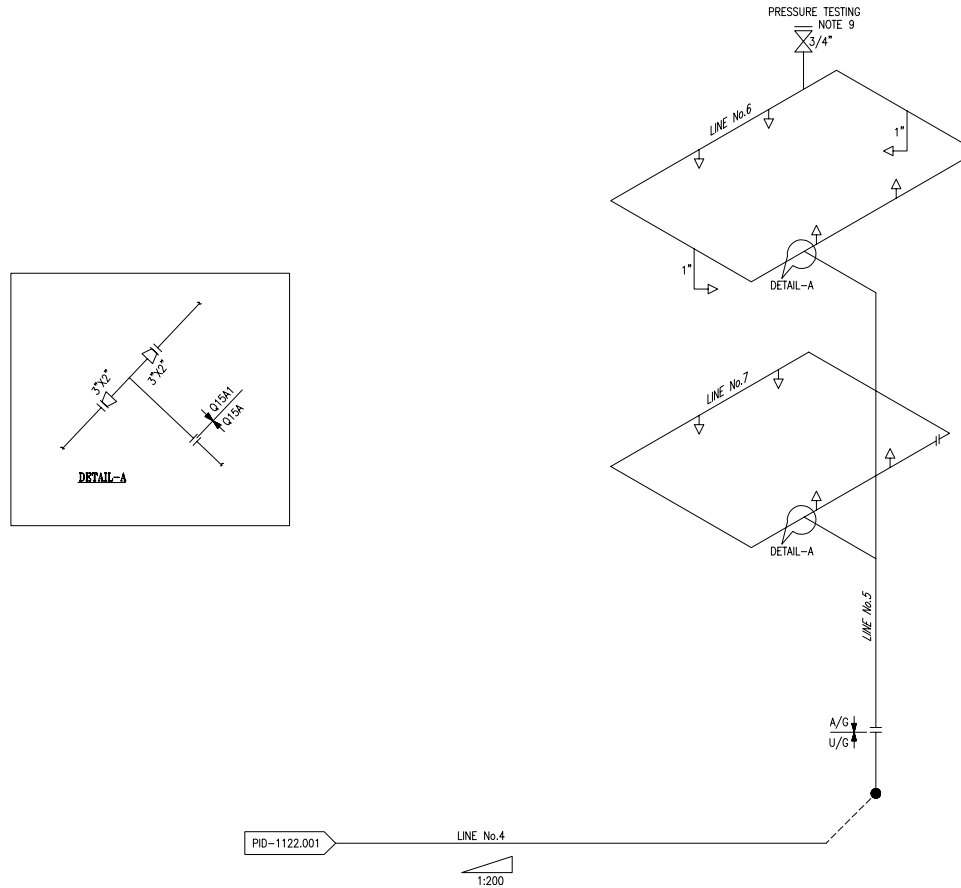 PRESSURE TESTING
NOTE 9
3/4"
LINE No.6
1"
1"
DETAIL-A
3"X2"
3"X2"
Q15A1
Q15A
DETAIL-A
LINE No.7
DETAIL-A
LINE No.5
A/G
U/G
PID-1122.001
LINE No.4
1:200